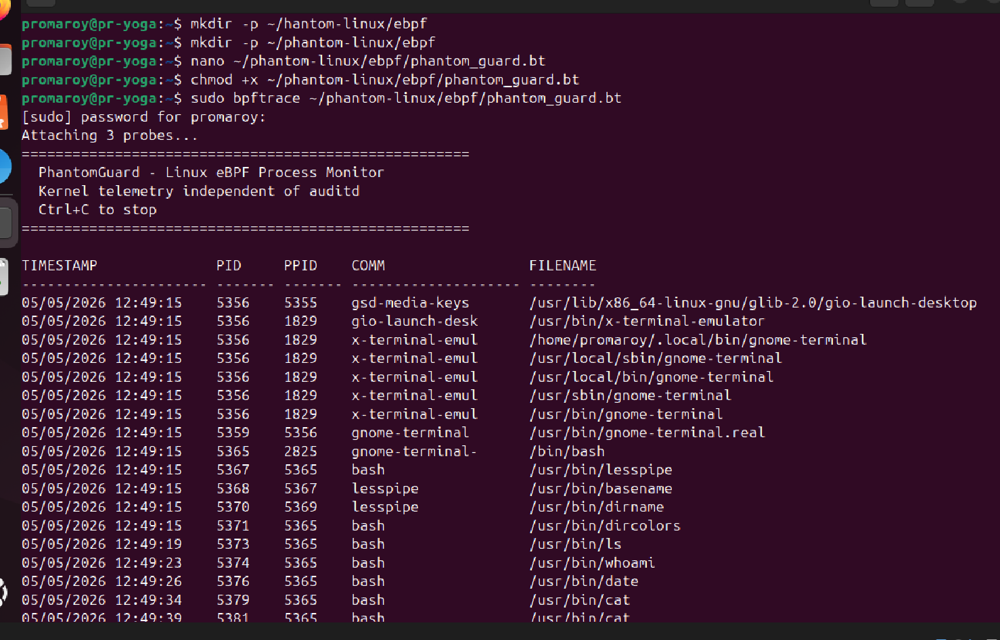 promaroy@pr-yoga:~$ mkdir -p ~/hantom-linux/ebpf
promaroy@pr-yoga:~$ mkdir -p ~/phantom-linux/ebpf
promaroy@pr-yoga:~$ nano ~/phantom-linux/ebpf/phantom_guard.bt
promaroy@pr-yoga:~$ chmod +x ~/phantom-linux/ebpf/phantom_guard.bt
promaroy@pr-yoga:~$ sudo bpftrace ~/phantom-linux/ebpf/phantom_guard.bt
[sudo] password for promaroy:
Attaching 3 probes...
=====================================================
  PhantomGuard - Linux eBPF Process Monitor
  Kernel telemetry independent of auditd
  Ctrl+C to stop
=====================================================
TIMESTAMP              PID     PPID    COMM                 FILENAME
---------------------- ------- ------- -------------------- --------
05/05/2026 12:49:15    5356    5355    gsd-media-keys       /usr/lib/x86_64-linux-gnu/glib-2.0/gio-launch-desktop
05/05/2026 12:49:15    5356    1829    gio-launch-desk      /usr/bin/x-terminal-emulator
05/05/2026 12:49:15    5356    1829    x-terminal-emul      /home/promaroy/.local/bin/gnome-terminal
05/05/2026 12:49:15    5356    1829    x-terminal-emul      /usr/local/sbin/gnome-terminal
05/05/2026 12:49:15    5356    1829    x-terminal-emul      /usr/local/bin/gnome-terminal
05/05/2026 12:49:15    5356    1829    x-terminal-emul      /usr/sbin/gnome-terminal
05/05/2026 12:49:15    5356    1829    x-terminal-emul      /usr/bin/gnome-terminal
05/05/2026 12:49:15    5359    5356    gnome-terminal       /usr/bin/gnome-terminal.real
05/05/2026 12:49:15    5365    2825    gnome-terminal-      /bin/bash
05/05/2026 12:49:15    5367    5365    bash                 /usr/bin/lesspipe
05/05/2026 12:49:15    5368    5367    lesspipe             /usr/bin/basename
05/05/2026 12:49:15    5370    5369    lesspipe             /usr/bin/dirname
05/05/2026 12:49:15    5371    5365    bash                 /usr/bin/dircolors
05/05/2026 12:49:19    5373    5365    bash                 /usr/bin/ls
05/05/2026 12:49:23    5374    5365    bash                 /usr/bin/whoami
05/05/2026 12:49:26    5376    5365    bash                 /usr/bin/date
05/05/2026 12:49:34    5379    5365    bash                 /usr/bin/cat
05/05/2026 12:49:39    5381    5365    bash                 /usr/bin/cat